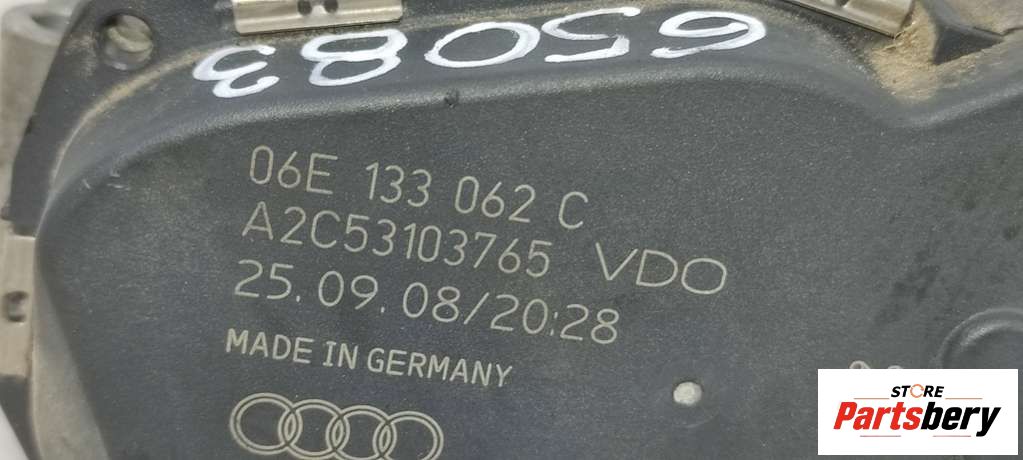 65083
06E 133 062 C
A2C53103765 VDO
25.09.08/20:28
MADE IN GERMANY
STORE
Partsbery